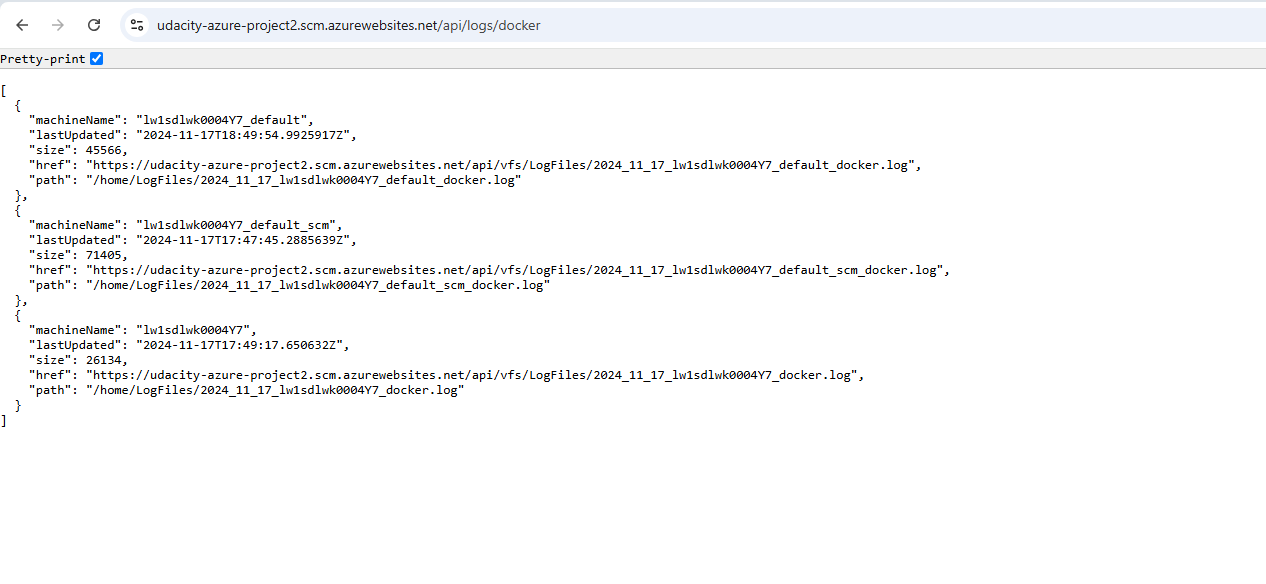 udacity-azure-project2.scm.azurewebsites.net/api/logs/docker
Pretty-print
[
  {
    "machineName": "lw1sdlwk0004Y7_default",
    "lastUpdated": "2024-11-17T18:49:54.9925917Z",
    "size": 45566,
    "href": "https://udacity-azure-project2.scm.azurewebsites.net/api/vfs/LogFiles/2024_11_17_lw1sdlwk0004Y7_default_docker.log",
    "path": "/home/LogFiles/2024_11_17_lw1sdlwk0004Y7_default_docker.log"
  },
  {
    "machineName": "lw1sdlwk0004Y7_default_scm",
    "lastUpdated": "2024-11-17T17:47:45.2885639Z",
    "size": 71405,
    "href": "https://udacity-azure-project2.scm.azurewebsites.net/api/vfs/LogFiles/2024_11_17_lw1sdlwk0004Y7_default_scm_docker.log",
    "path": "/home/LogFiles/2024_11_17_lw1sdlwk0004Y7_default_scm_docker.log"
  },
  {
    "machineName": "lw1sdlwk0004Y7",
    "lastUpdated": "2024-11-17T17:49:17.650632Z",
    "size": 26134,
    "href": "https://udacity-azure-project2.scm.azurewebsites.net/api/vfs/LogFiles/2024_11_17_lw1sdlwk0004Y7_docker.log",
    "path": "/home/LogFiles/2024_11_17_lw1sdlwk0004Y7_docker.log"
  }
]